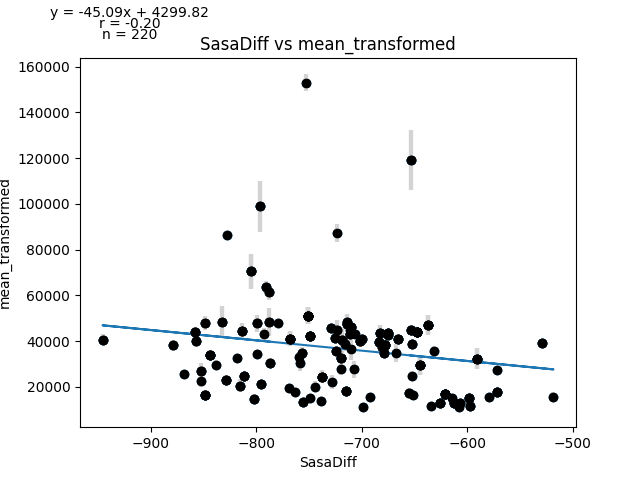 y = -45.09x + 4299.82
r = -0.20
n = 220
SasaDiff vs mean_transformed
160000
140000
120000
100000
80000
60000
40000
20000
mean_transformed
−900
−800
−700
−600
−500
SasaDiff